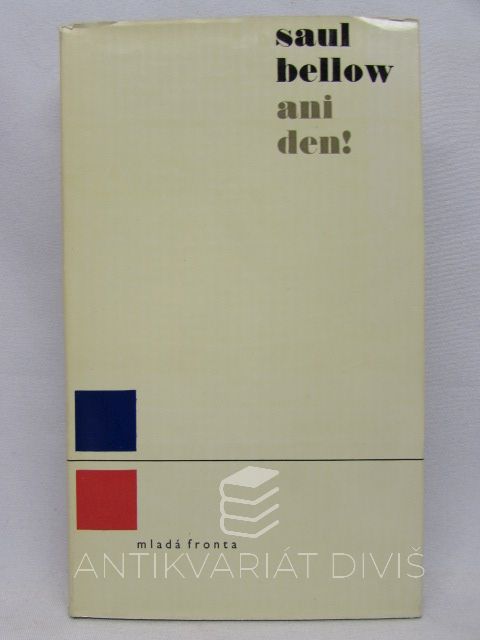 saul
bellow
ani
den!
mladá fronta
ANTIKVARIÁT DIVIŠ